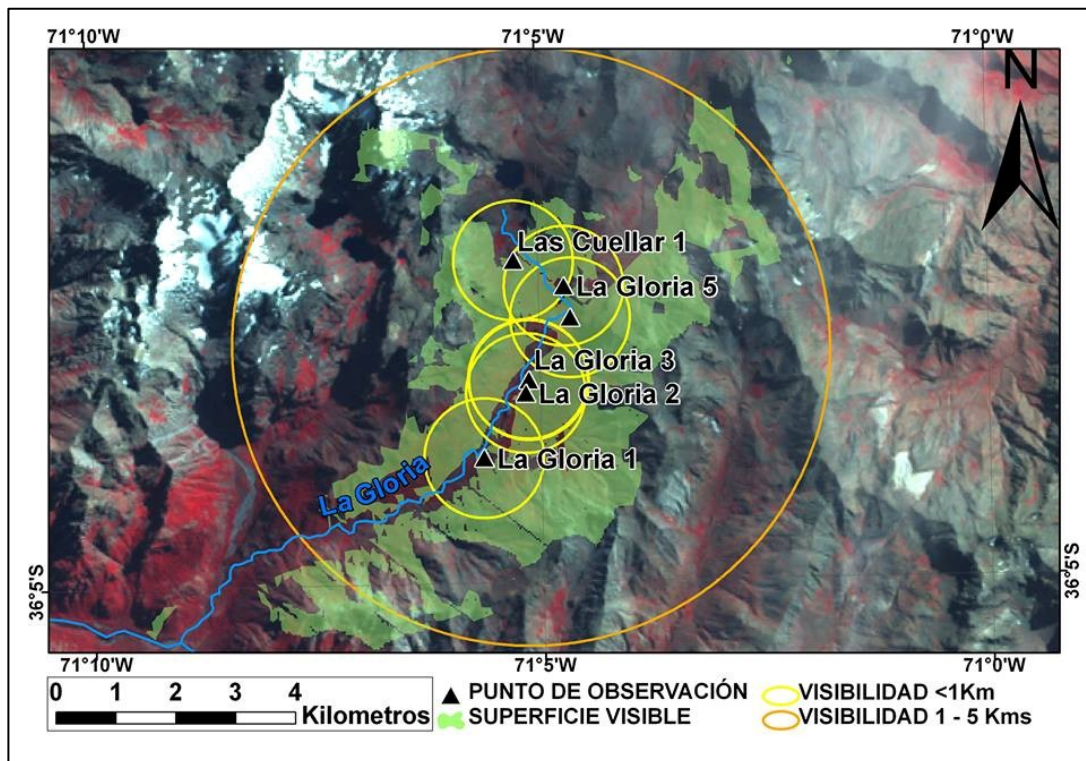 71°10'W
71°5'W
71°0'W
N
Las Cuellar 1
La Gloria 5
La Gloria 3
La Gloria 2
La Gloria 1
La Gloria
36°5'S
36°5'S
71°10'W
71°5'W
71°0'W
0 1 2 3 4
Kilometros
PUNTO DE OBSERVACIÓN
SUPERFICIE VISIBLE
VISIBILIDAD <1Km
VISIBILIDAD 1 - 5 Kms